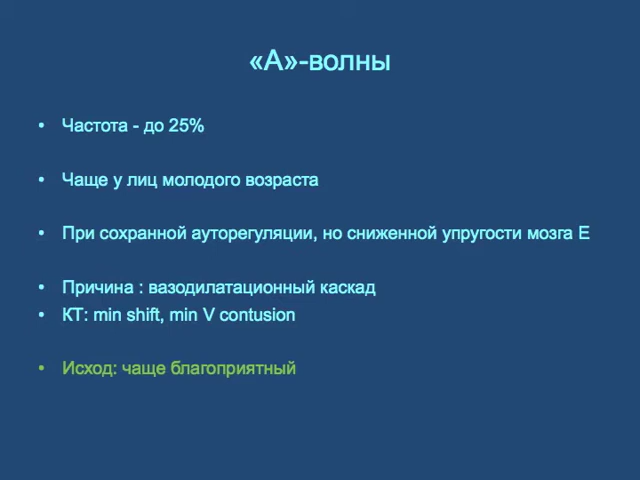 «А»-волны
• Частота - до 25%
• Чаще у лиц молодого возраста
• При сохранной ауторегуляции, но сниженной упругости мозга Е
• Причина : вазодилатационный каскад
• КТ: min shift, min V contusion
• Исход: чаще благоприятный